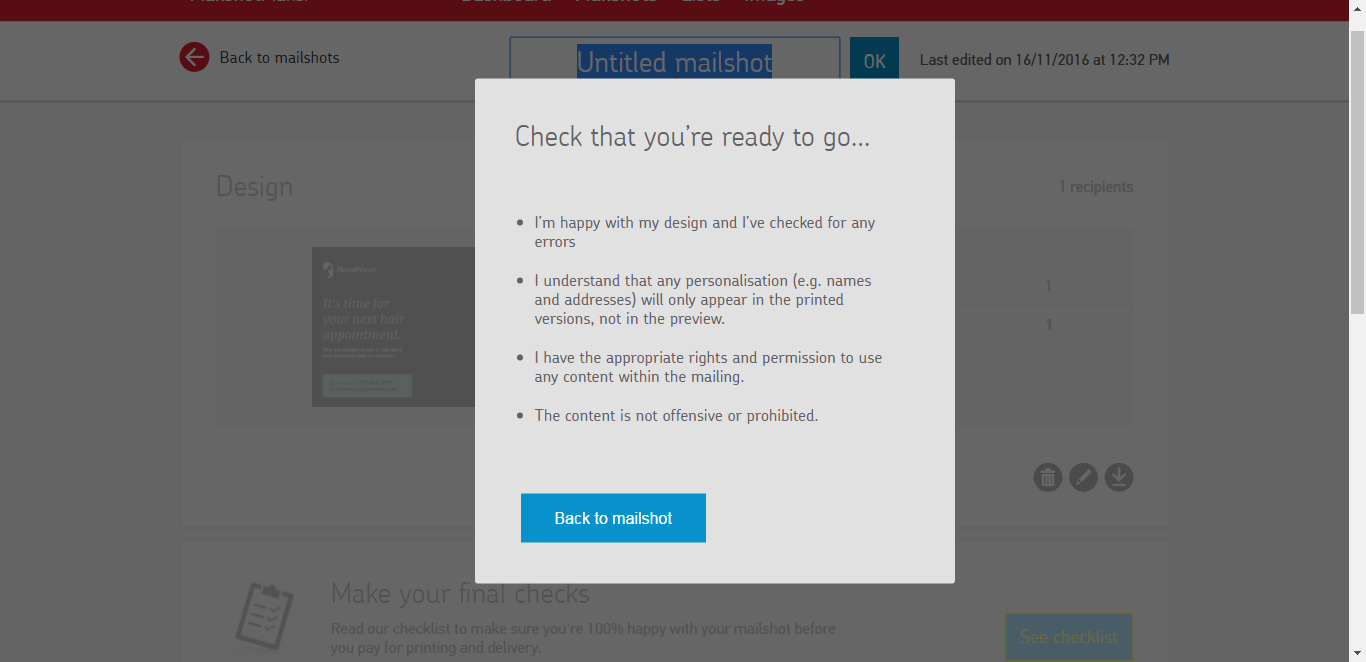 Dashboard Mailshots Lists Images
Back to mailshots
Untitled mailshot
OK
Last edited on 16/11/2016 at 12:32 PM
Check that you’re ready to go...
Design
1 recipients
• I'm happy with my design and I've checked for any
errors
• I understand that any personalisation (e.g. names
and addresses) will only appear in the printed
versions, not in the preview.
• I have the appropriate rights and permission to use
any content within the mailing.
• The content is not offensive or prohibited.
It's time for
your next hair
appointment.
1
1
Back to mailshot
Make your final checks
Read our checklist to make sure you're 100% happy with your mailshot before
you pay for printing and delivery.
See checklist